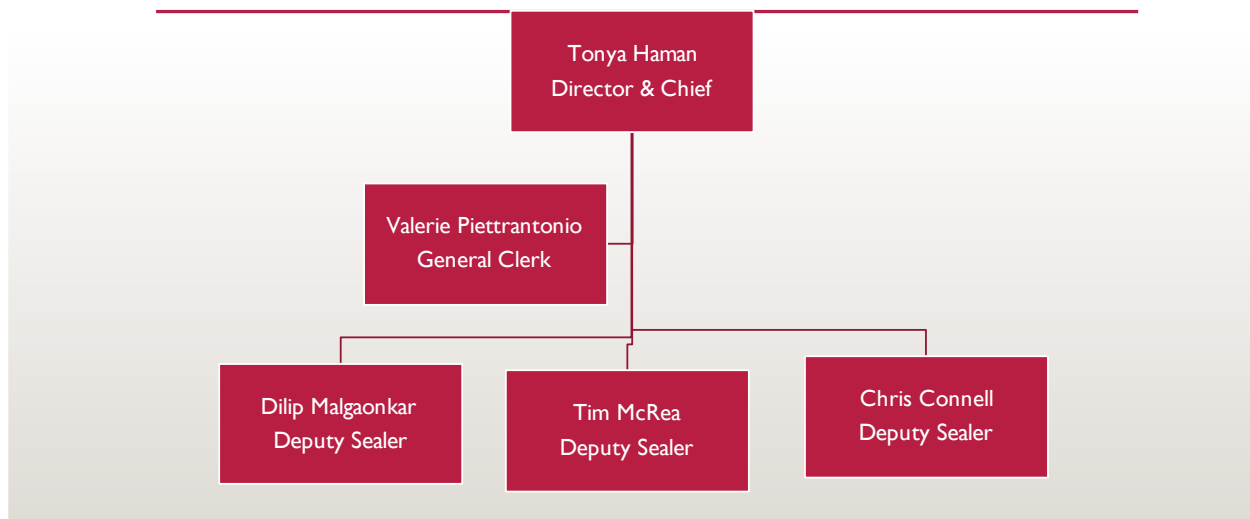 Tonya Haman
Director & Chief
Valerie Piettrantonio
General Clerk
Dilip Malgaonkar
Deputy Sealer
Tim McRea
Deputy Sealer
Chris Connell
Deputy Sealer